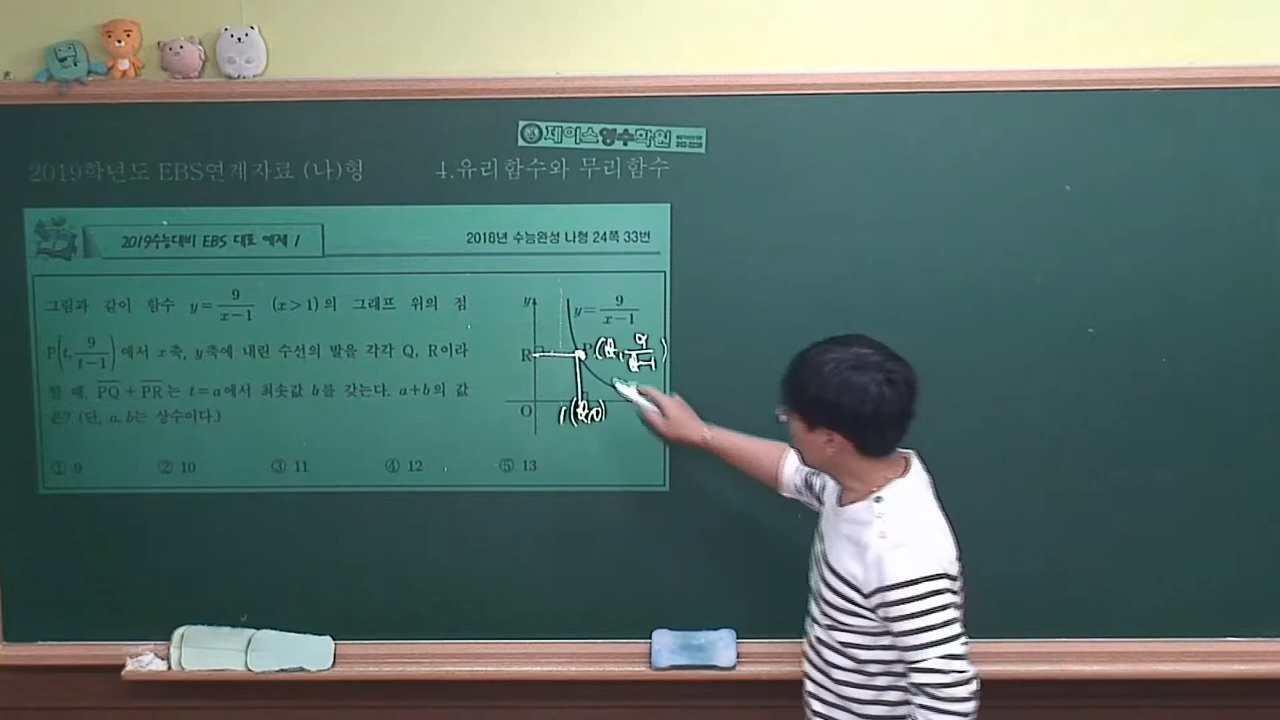 제이스영수학원
2019학년도 EBS연계자료 (나)형 4.유리함수와 무리함수
2019수능대비 EBS 대표 예제 1
2018년 수능완성 나형 24쪽 33번
그림과 같이 함수 y=9/(x-1) (x>1)의 그래프 위의 점
P(t, 9/(t-1))에서 x축, y축에 내린 수선의 발을 각각 Q, R이라
할 때, PQ+PR는 t=a에서 최솟값 b를 갖는다. a+b의 값
은? (단, a, b는 상수이다.)
① 9 ② 10 ③ 11 ④ 12 ⑤ 13
y
y=9/(x-1)
R
P
(t, 9/(t-1))
O
1
(t,0)